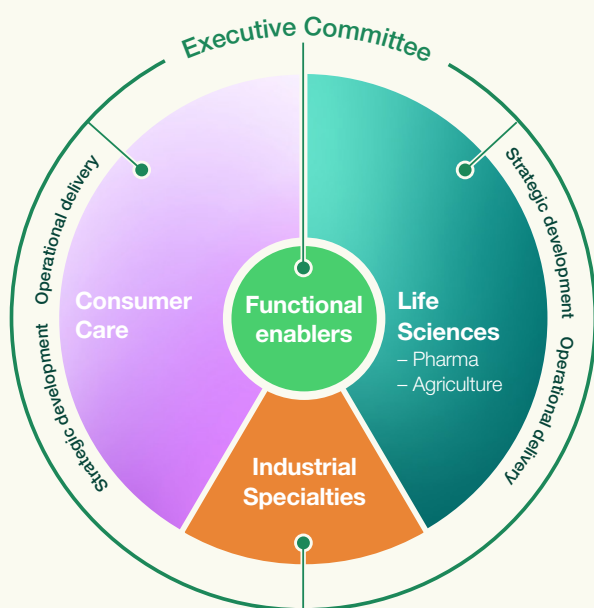 Executive Committee
Operational delivery
Strategic development
Strategic development
Operational delivery
Consumer
Care
Functional
enablers
Life
Sciences
– Pharma
– Agriculture
Industrial
Specialties